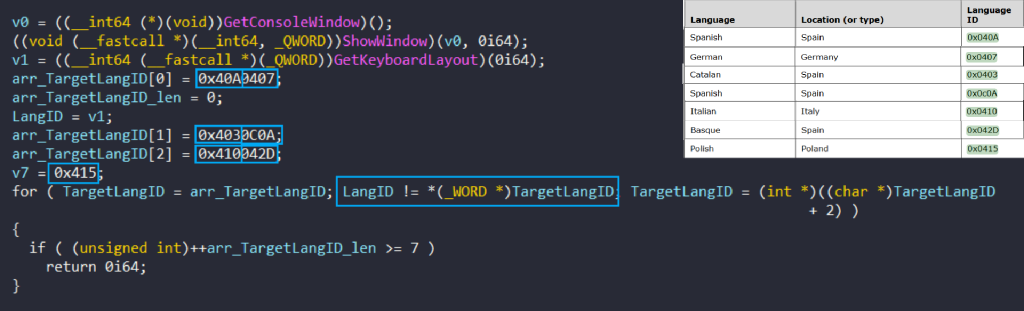 v0 = ((__int64 (*)(void))GetConsoleWindow)();
((void (__fastcall *)(__int64, _QWORD))ShowWindow)(v0, 0i64);
v1 = ((__int64 (__fastcall *)(_QWORD))GetKeyboardLayout)(0i64);
arr_TargetLangID[0] = 0x40A0407;
arr_TargetLangID_len = 0;
LangID = v1;
arr_TargetLangID[1] = 0x4030C0A;
arr_TargetLangID[2] = 0x410042D;
v7 = 0x415;
for ( TargetLangID = arr_TargetLangID; LangID != *(_WORD *)TargetLangID; TargetLangID = (int *)((char *)TargetLangID
+ 2) )
{
if ( (unsigned int)++arr_TargetLangID_len >= 7 )
return 0i64;
}
Language Location (or type) Language ID
Spanish Spain 0x040A
German Germany 0x0407
Catalan Spain 0x0403
Spanish Spain 0x0c0A
Italian Italy 0x0410
Basque Spain 0x042D
Polish Poland 0x0415